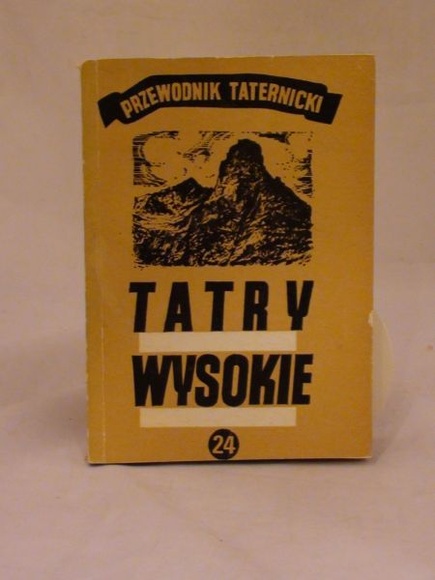 PRZEWODNIK TATERNICKI
TATRY
WYSOKIE
24